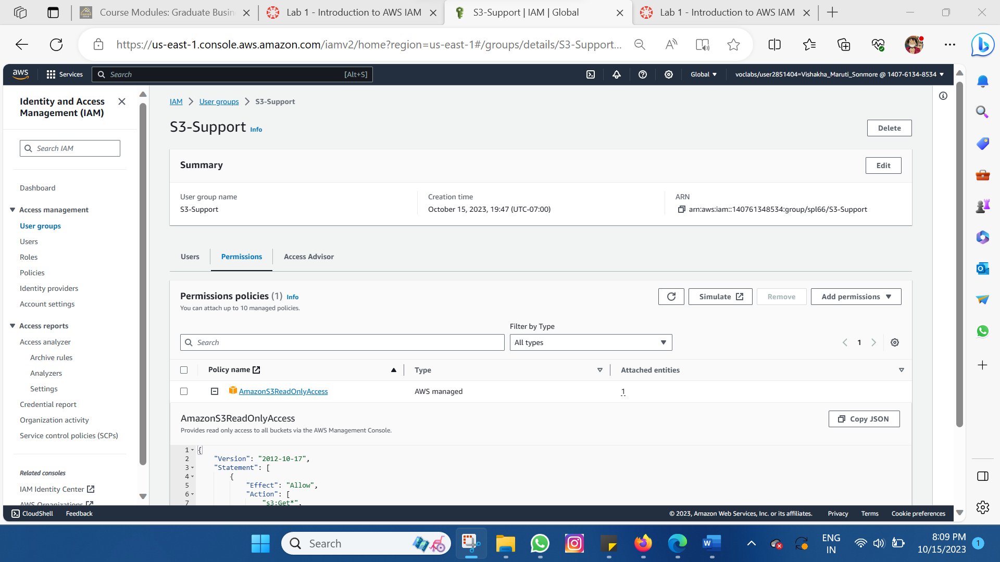 Course Modules: Graduate Busin
Lab 1 - Introduction to AWS IAM
S3-Support | IAM | Global
Lab 1 - Introduction to AWS IAM
https://us-east-1.console.aws.amazon.com/iamv2/home?region=us-east-1#/groups/details/S3-Support...
aws
Services
Search
[Alt+S]
Global
voclabs/user2851404=Vishakha_Maruti_Sonmore @ 1407-6134-8534
Identity and Access
Management (IAM)
Search IAM
Dashboard
Access management
User groups
Users
Roles
Policies
Identity providers
Account settings
Access reports
Access analyzer
Archive rules
Analyzers
Settings
Credential report
Organization activity
Service control policies (SCPs)
Related consoles
IAM Identity Center
AWS Organizations
IAM > User groups > S3-Support
S3-Support Info
Delete
Summary
Edit
User group name
S3-Support
Creation time
October 15, 2023, 19:47 (UTC-07:00)
ARN
arn:aws:iam::140761348534:group/spl66/S3-Support
Users
Permissions
Access Advisor
Permissions policies (1) Info
You can attach up to 10 managed policies.
Simulate
Remove
Add permissions
Filter by Type
Search
All types
1
Policy name
Type
Attached entities
AmazonS3ReadOnlyAccess
AWS managed
1
AmazonS3ReadOnlyAccess
Provides read only access to all buckets via the AWS Management Console.
Copy JSON
1 {
2 "Version": "2012-10-17",
3 "Statement": [
4 {
5 "Effect": "Allow",
6 "Action": [
7 "s3:Get*",
CloudShell
Feedback
© 2023, Amazon Web Services, Inc. or its affiliates.
Privacy
Terms
Cookie preferences
Search
ENG
IN
8:09 PM
10/15/2023
1